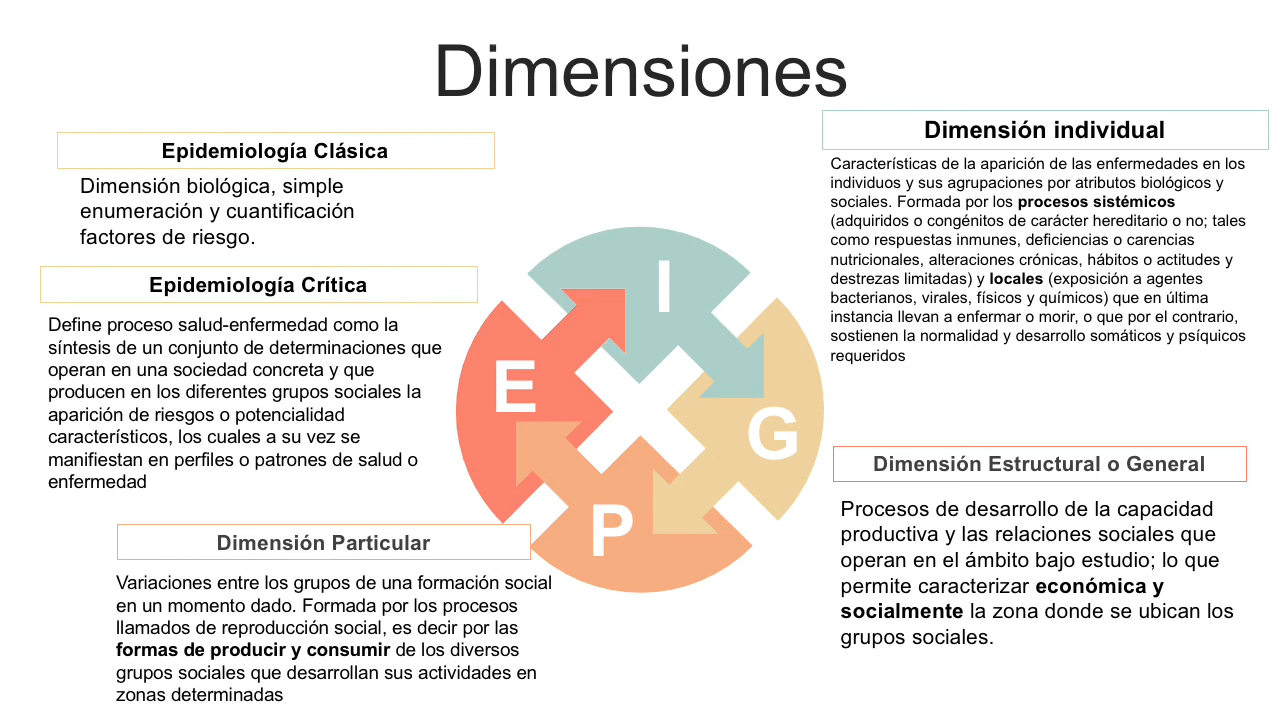 Dimensiones
Epidemiología Clásica
Dimensión biológica, simple
enumeración y cuantificación
factores de riesgo.
Epidemiología Crítica
Define proceso salud-enfermedad como la
síntesis de un conjunto de determinaciones que
operan en una sociedad concreta y que
producen en los diferentes grupos sociales la
aparición de riesgos o potencialidad
característicos, los cuales a su vez se
manifiestan en perfiles o patrones de salud o
enfermedad
Dimensión Particular
Variaciones entre los grupos de una formación social
en un momento dado. Formada por los procesos
llamados de reproducción social, es decir por las
formas de producir y consumir de los diversos
grupos sociales que desarrollan sus actividades en
zonas determinadas
I
E
G
P
Dimensión individual
Características de la aparición de las enfermedades en los
individuos y sus agrupaciones por atributos biológicos y
sociales. Formada por los procesos sistémicos
(adquiridos o congénitos de carácter hereditario o no; tales
como respuestas inmunes, deficiencias o carencias
nutricionales, alteraciones crónicas, hábitos o actitudes y
destrezas limitadas) y locales (exposición a agentes
bacterianos, virales, físicos y químicos) que en última
instancia llevan a enfermar o morir, o que por el contrario,
sostienen la normalidad y desarrollo somáticos y psíquicos
requeridos
Dimensión Estructural o General
Procesos de desarrollo de la capacidad
productiva y las relaciones sociales que
operan en el ámbito bajo estudio; lo que
permite caracterizar económica y
socialmente la zona donde se ubican los
grupos sociales.